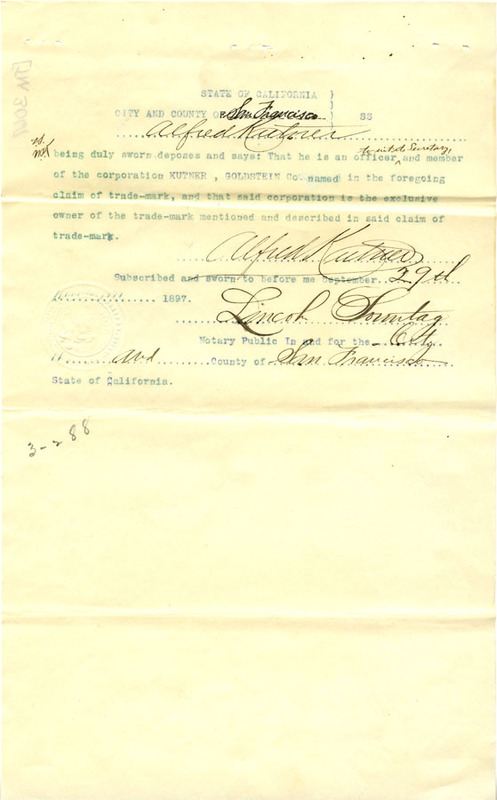 STATE OF CALIFORNIA )
CITY AND COUNTY OF San Francisco ) SS
Alfred Kutner
being duly sworn deposes and says: That he is an officer, to wit its Secretary, and member
of the corporation KUTNER, GOLDSTEIN Co. named in the foregoing
claim of trade-mark, and that said corporation is the exclusive
owner of the trade-mark mentioned and described in said claim of
trade-mark.
Alfred Kutner
Subscribed and sworn to before me September 29th
1897.
Lincoln Sonntag
Notary Public In and for the City
and County of San Francisco
State of California.
3-288